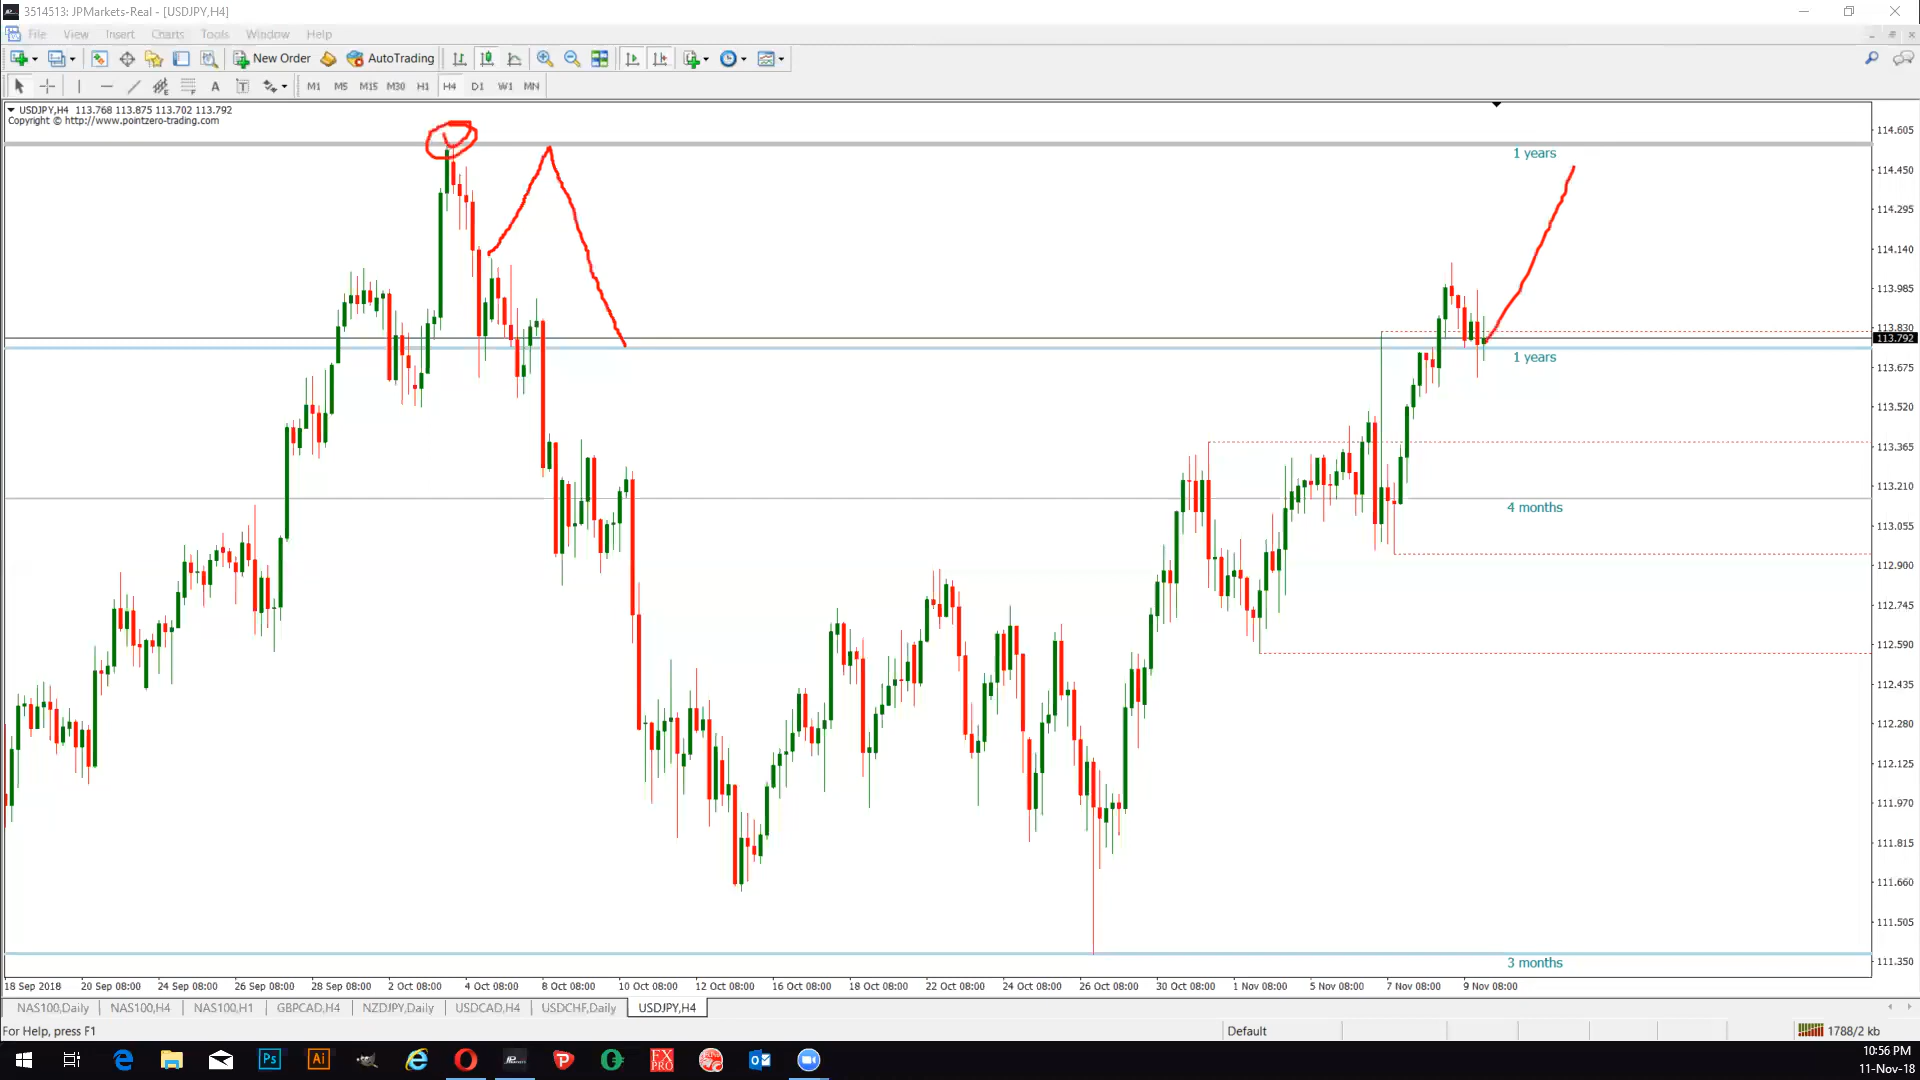 3514513: JPMarkets-Real - [USDJPY,H4]
File View Insert Charts Tools Window Help
New Order AutoTrading
A T M1 M5 M15 M30 H1 H4 D1 W1 MN
USDJPY,H4 113.768 113.875 113.702 113.792
Copyright © http://www.pointzero-trading.com
114.605
1 years
114.450
114.295
114.140
113.985
113.830
113.792
1 years
113.675
113.520
113.365
113.210
4 months
113.055
112.900
112.745
112.590
112.435
112.280
112.125
111.970
111.815
111.660
111.505
3 months
111.350
18 Sep 2018 20 Sep 08:00 24 Sep 08:00 26 Sep 08:00 28 Sep 08:00 2 Oct 08:00 4 Oct 08:00 8 Oct 08:00 10 Oct 08:00 12 Oct 08:00 16 Oct 08:00 18 Oct 08:00 22 Oct 08:00 24 Oct 08:00 26 Oct 08:00 30 Oct 08:00 1 Nov 08:00 5 Nov 08:00 7 Nov 08:00 9 Nov 08:00
NAS100,Daily NAS100,H4 NAS100,H1 GBPCAD,H4 NZDJPY,Daily USDCAD,H4 USDCHF,Daily USDJPY,H4
For Help, press F1 Default 1788/2 kb
Ps Ai FX PRO
10:56 PM
11-Nov-18